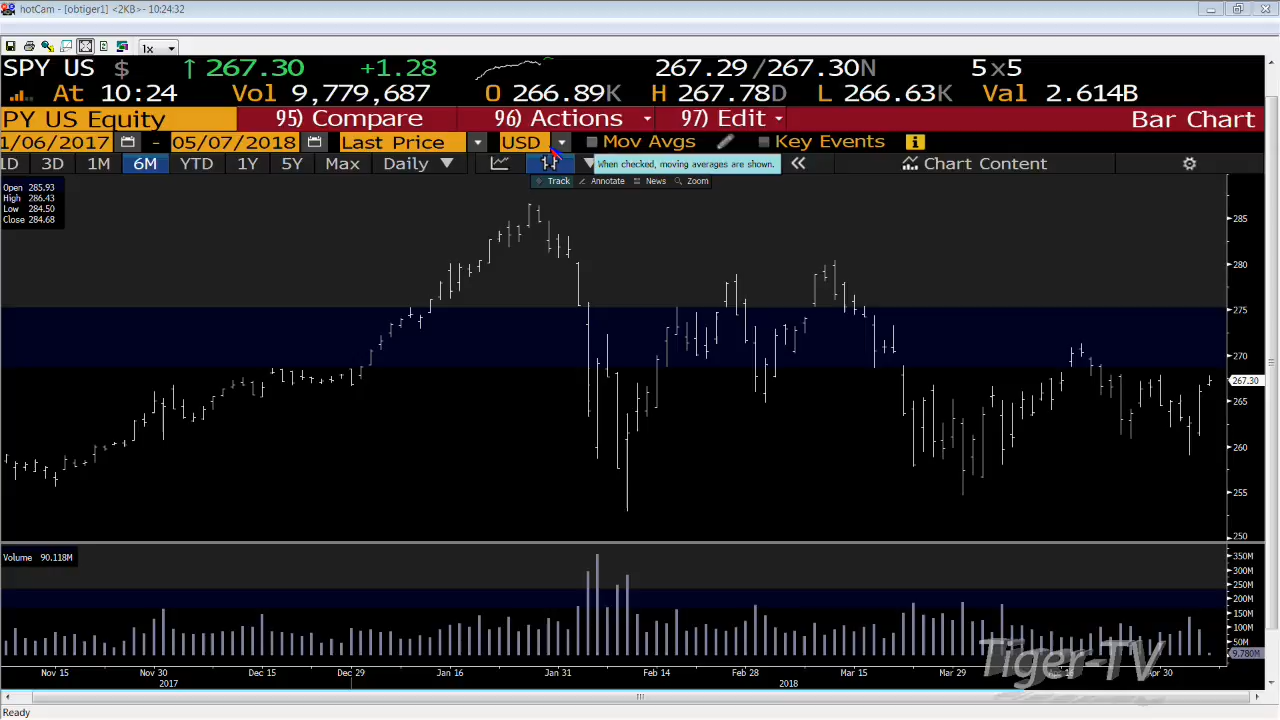 hotCam - [obtiger1] <2KB> - 10:24:32
1x
SPY US $ ↑ 267.30 +1.28 267.29/267.30N 5x5
At 10:24 Vol 9,779,687 O 266.89K H 267.78D L 266.63K Val 2.614B
PY US Equity 95) Compare 96) Actions 97) Edit Bar Chart
1/06/2017 - 05/07/2018 Last Price USD Mov Avgs Key Events i
LD 3D 1M 6M YTD 1Y 5Y Max Daily ▼ When checked, moving averages are shown. « Chart Content
Track Annotate News Zoom
Open 285.93
High 286.43
Low 284.50
Close 284.68
285
280
275
270
267.30
265
260
255
250
Volume 90.118M
350M
300M
250M
200M
150M
100M
50M
9.780M
Tiger-TV
Nov 15 Nov 30 Dec 15 Dec 29 Jan 16 Jan 31 Feb 14 Feb 28 Mar 15 Mar 29 Apr 30
2017 2018
Ready